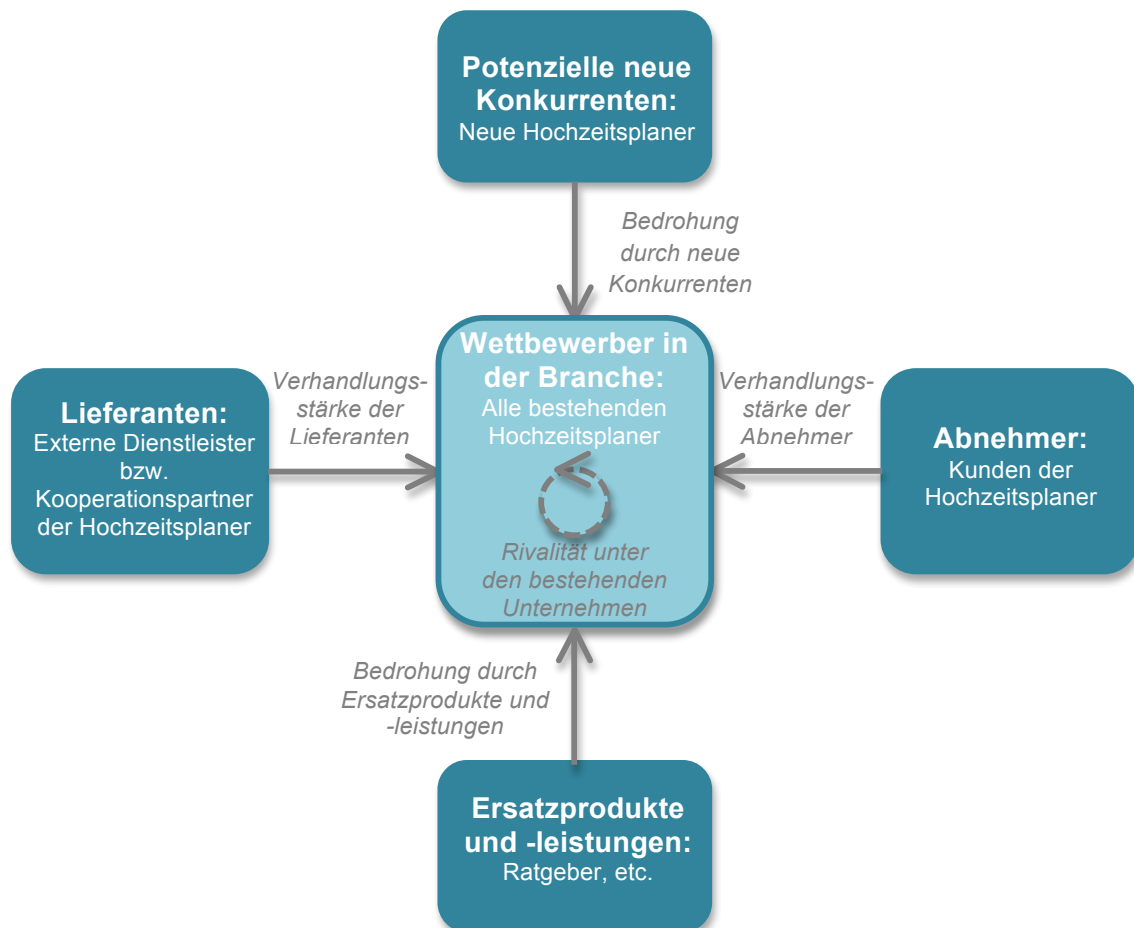 Potenzielle neue
Konkurrenten:
Neue Hochzeitsplaner
Bedrohung
durch neue
Konkurrenten
Lieferanten:
Externe Dienstleister
bzw.
Kooperationspartner
der Hochzeitsplaner
Verhandlungs-
stärke der
Lieferanten
Wettbewerber in
der Branche:
Alle bestehenden
Hochzeitsplaner
Rivalität unter
den bestehenden
Unternehmen
Verhandlungs-
stärke der
Abnehmer
Abnehmer:
Kunden der
Hochzeitsplaner
Bedrohung durch
Ersatzprodukte und
-leistungen
Ersatzprodukte
und -leistungen:
Ratgeber, etc.